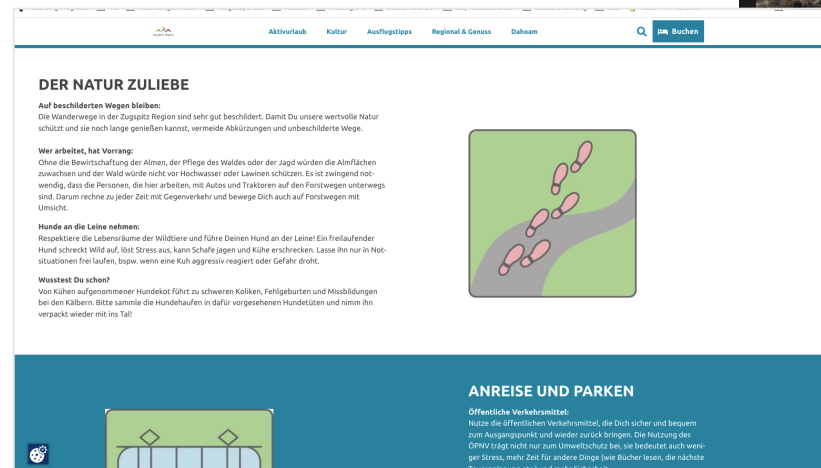 Aktivurlaub Kultur Ausflugstipps Regional & Genuss Dahoam Buchen
DER NATUR ZULIEBE
Auf beschilderten Wegen bleiben:
Die Wanderwege in der Zugspitz Region sind sehr gut beschildert. Damit Du unsere wertvolle Natur
schützt und sie noch lange genießen kannst, vermeide Abkürzungen und unbeschilderte Wege.
Wer arbeitet, hat Vorrang:
Ohne die Bewirtschaftung der Almen, der Pflege des Waldes oder der Jagd würden die Almflächen
zuwachsen und der Wald würde nicht vor Hochwasser oder Lawinen schützen. Es ist zwingend not-
wendig, dass die Personen, die hier arbeiten, mit Autos und Traktoren auf den Forstwegen unterwegs
sind. Darum rechne zu jeder Zeit mit Gegenverkehr und bewege Dich auch auf Forstwegen mit
Umsicht.
Hunde an die Leine nehmen:
Respektiere die Lebensräume der Wildtiere und führe Deinen Hund an der Leine! Ein freilaufender
Hund schreckt Wild auf, löst Stress aus, kann Schafe jagen und Kühe erschrecken. Lasse ihn nur in Not-
situationen frei laufen, bspw. wenn eine Kuh aggressiv reagiert oder Gefahr droht.
Wusstest Du schon?
Von Kühen aufgenommener Hundekot führt zu schweren Koliken, Fehlgeburten und Missbildungen
bei den Kälbern. Bitte sammle die Hundehaufen in dafür vorgesehenen Hundetüten und nimm ihn
verpackt wieder mit ins Tal!
ANREISE UND PARKEN
Öffentliche Verkehrsmittel:
Nutze die öffentlichen Verkehrsmittel, die Dich sicher und bequem
zum Ausgangspunkt und wieder zurück bringen. Die Nutzung des
ÖPNV trägt nicht nur zum Umweltschutz bei, sie bedeutet auch weni-
ger Stress, mehr Zeit für andere Dinge (wie Bücher lesen, die nächste